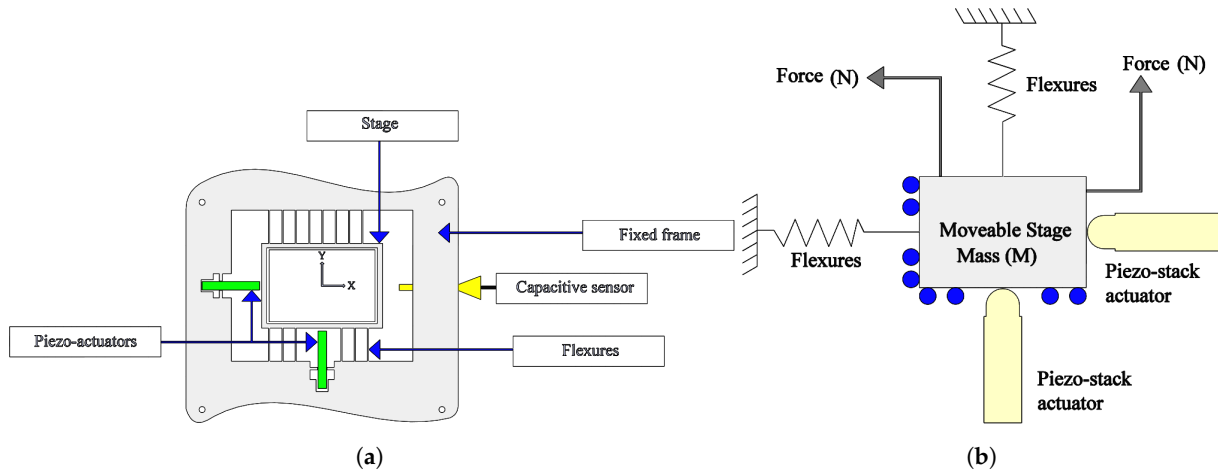 Stage
Y
X
Fixed frame
Capacitive sensor
Piezo-actuators
Flexures
(a)
Force (N)
Force (N)
Flexures
Moveable Stage
Mass (M)
Flexures
Piezo-stack
actuator
Piezo-stack
actuator
(b)